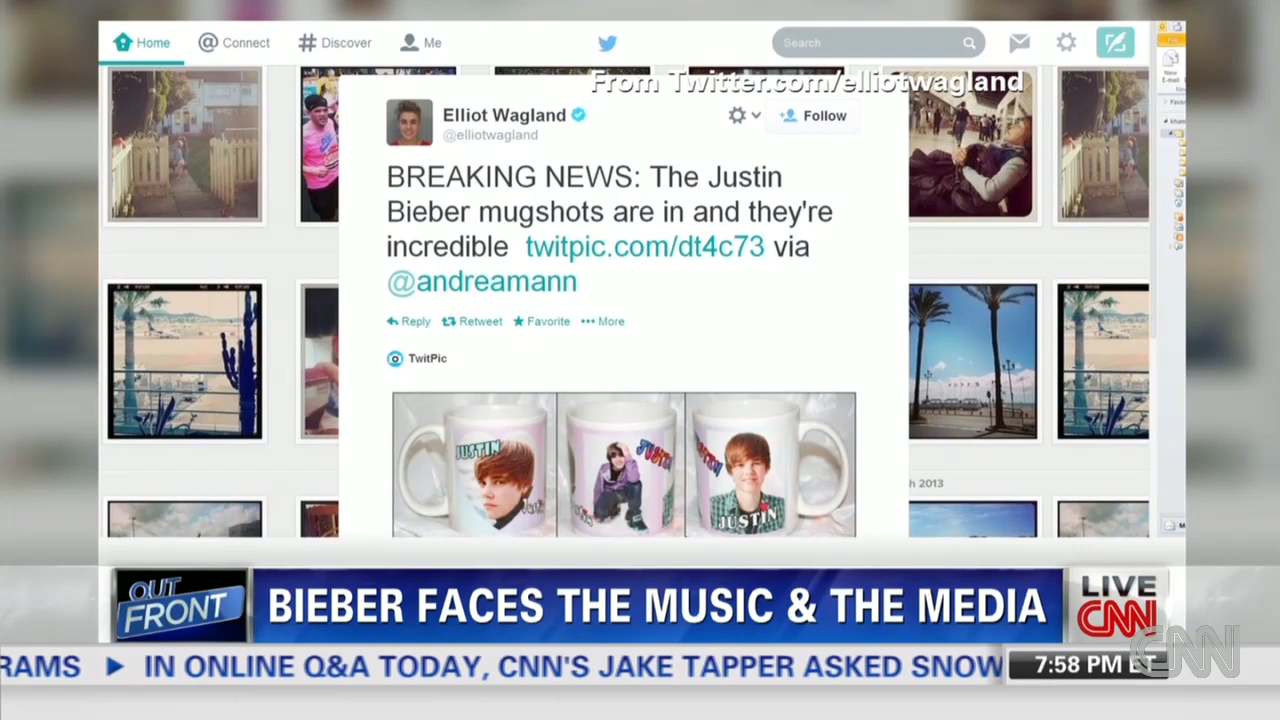 Home
Connect
Discover
Me
Search
From Twitter.com/elliotwagland
Elliot Wagland
@elliotwagland
Follow
BREAKING NEWS: The Justin
Bieber mugshots are in and they're
incredible twitpic.com/dt4c73 via
@andreamann
Reply
Retweet
Favorite
More
TwitPic
JUSTIN
JUSTIN
JUSTIN
h 2013
New
E-mail
OUT
FRONT
BIEBER FACES THE MUSIC & THE MEDIA
LIVE
CNN
RAMS ▶ IN ONLINE Q&A TODAY, CNN'S JAKE TAPPER ASKED SNOW
7:58 PM ET
CNN